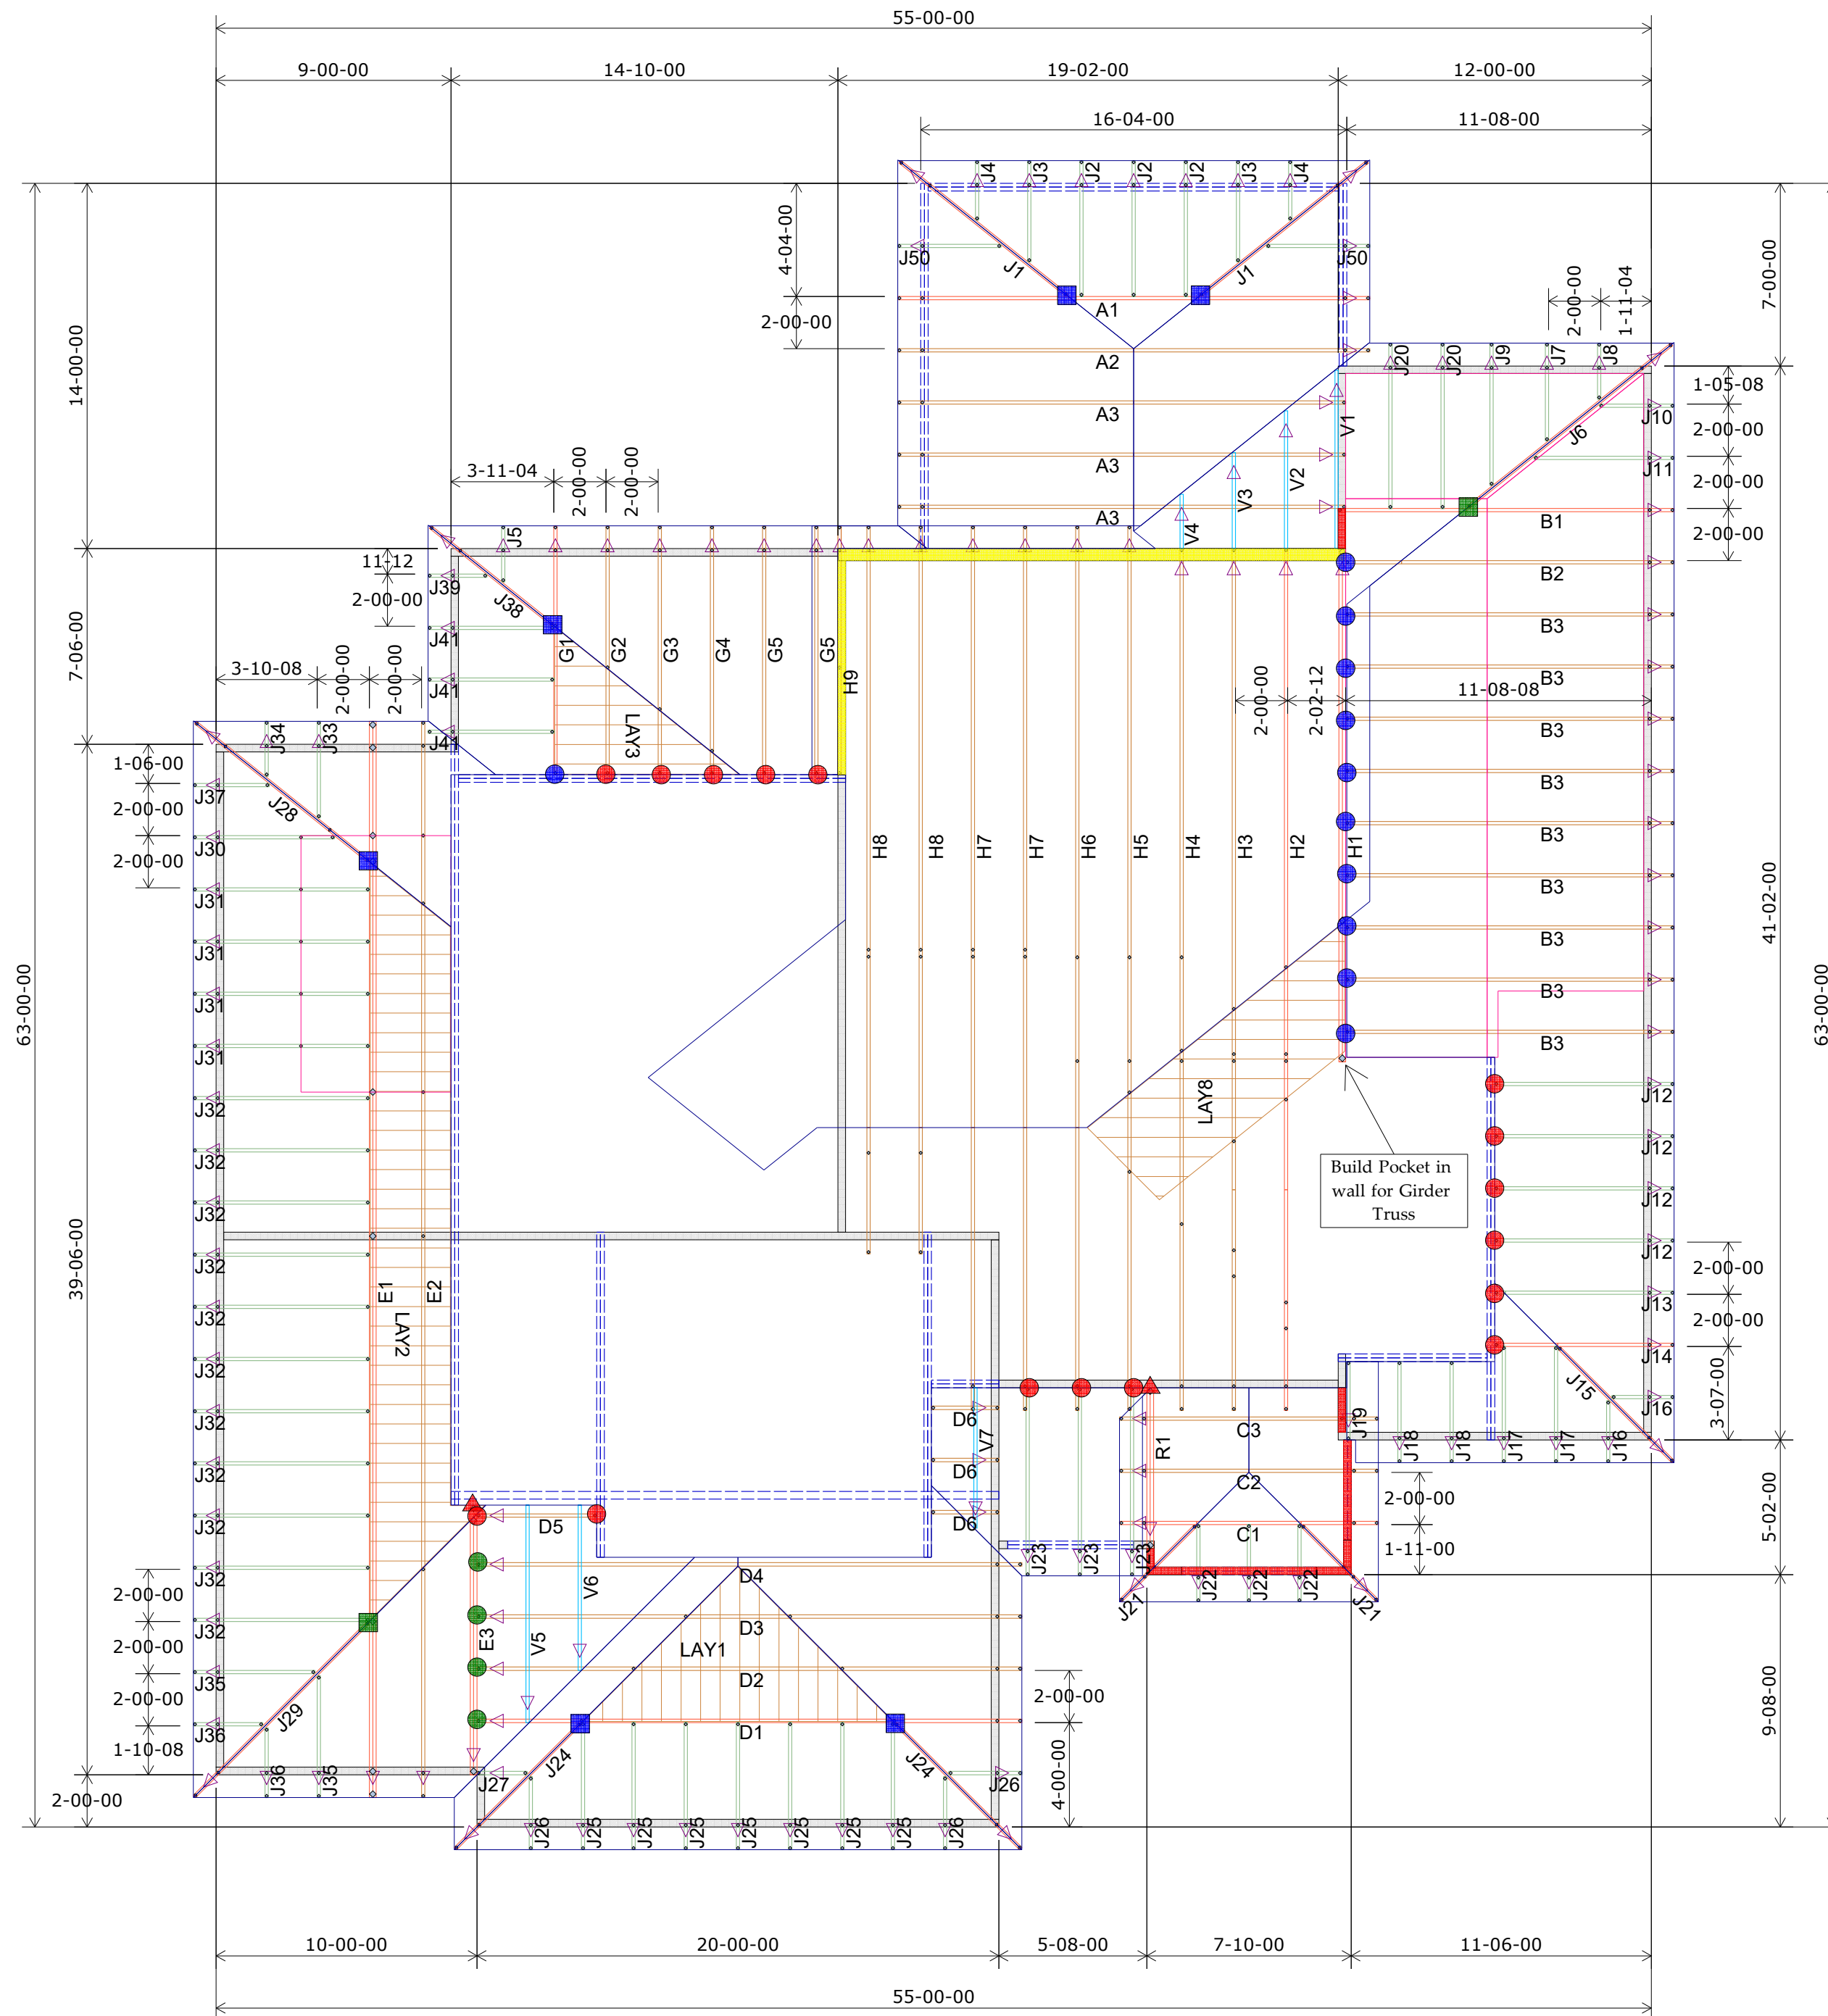 55-00-00
9-00-00
14-10-00
19-02-00
12-00-00
16-04-00
11-08-00
J4
J3
J2
J2
J2
J3
J4
4-04-00
7-00-00
J50
J1
J1
J50
2-00-00
1-11-04
A1
2-00-00
14-00-00
A2
J20
J20
J9
J7
J8
1-05-08
A3
V1
J6
J10
2-00-00
3-11-04
2-00-00
2-00-00
A3
V3
V2
J11
2-00-00
A3
V4
B1
2-00-00
J5
11-12
J39
J38
B2
2-00-00
J41
G1
G2
G3
G4
G5
G5
B3
7-06-00
3-10-08
2-00-00
2-00-00
J41
H9
2-00-00
2-02-12
11-08-08
B3
J34
J33
J41
LAY3
B3
1-06-00
J37
J28
B3
2-00-00
J30
H8
H8
H7
H7
H6
H5
H4
H3
H2
H1
B3
2-00-00
J31
B3
J31
B3
41-02-00
63-00-00
63-00-00
J31
B3
J31
B3
J32
LAY8
J12
J32
Build Pocket in
wall for Girder
Truss
J12
J32
J12
39-06-00
J32
J12
2-00-00
E1
E2
LAY2
J32
J13
2-00-00
J32
J14
J15
J32
D6
V7
R1
C3
J19
J16
3-07-00
J18
J18
J17
J17
J16
J32
D6
C2
2-00-00
J32
D5
D6
C1
5-02-00
J32
J23
J23
J23
1-11-00
2-00-00
D4
V6
J22
J22
J22
J21
J21
J32
E3
V5
D3
LAY1
2-00-00
J35
D2
2-00-00
J29
2-00-00
J36
D1
9-08-00
1-10-08
J24
J24
4-00-00
J36
J35
J27
J26
2-00-00
J26
J25
J25
J25
J25
J25
J25
J25
J26
10-00-00
20-00-00
5-08-00
7-10-00
11-06-00
55-00-00